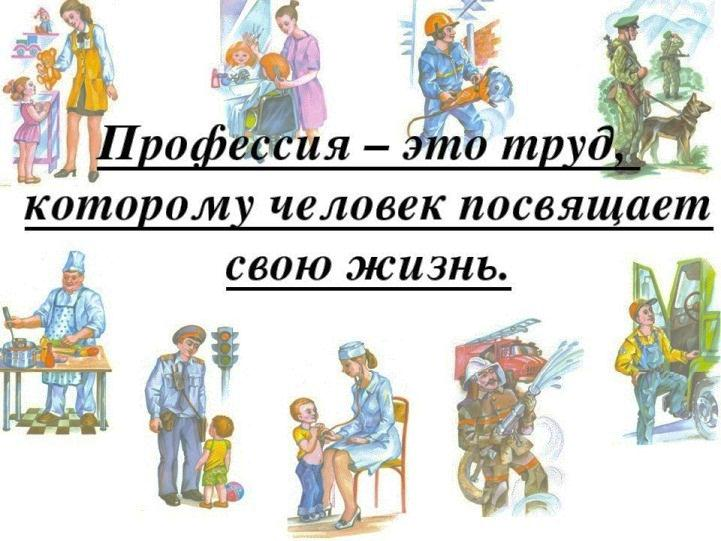 Профессия – это труд,
которому человек посвящает
свою жизнь.